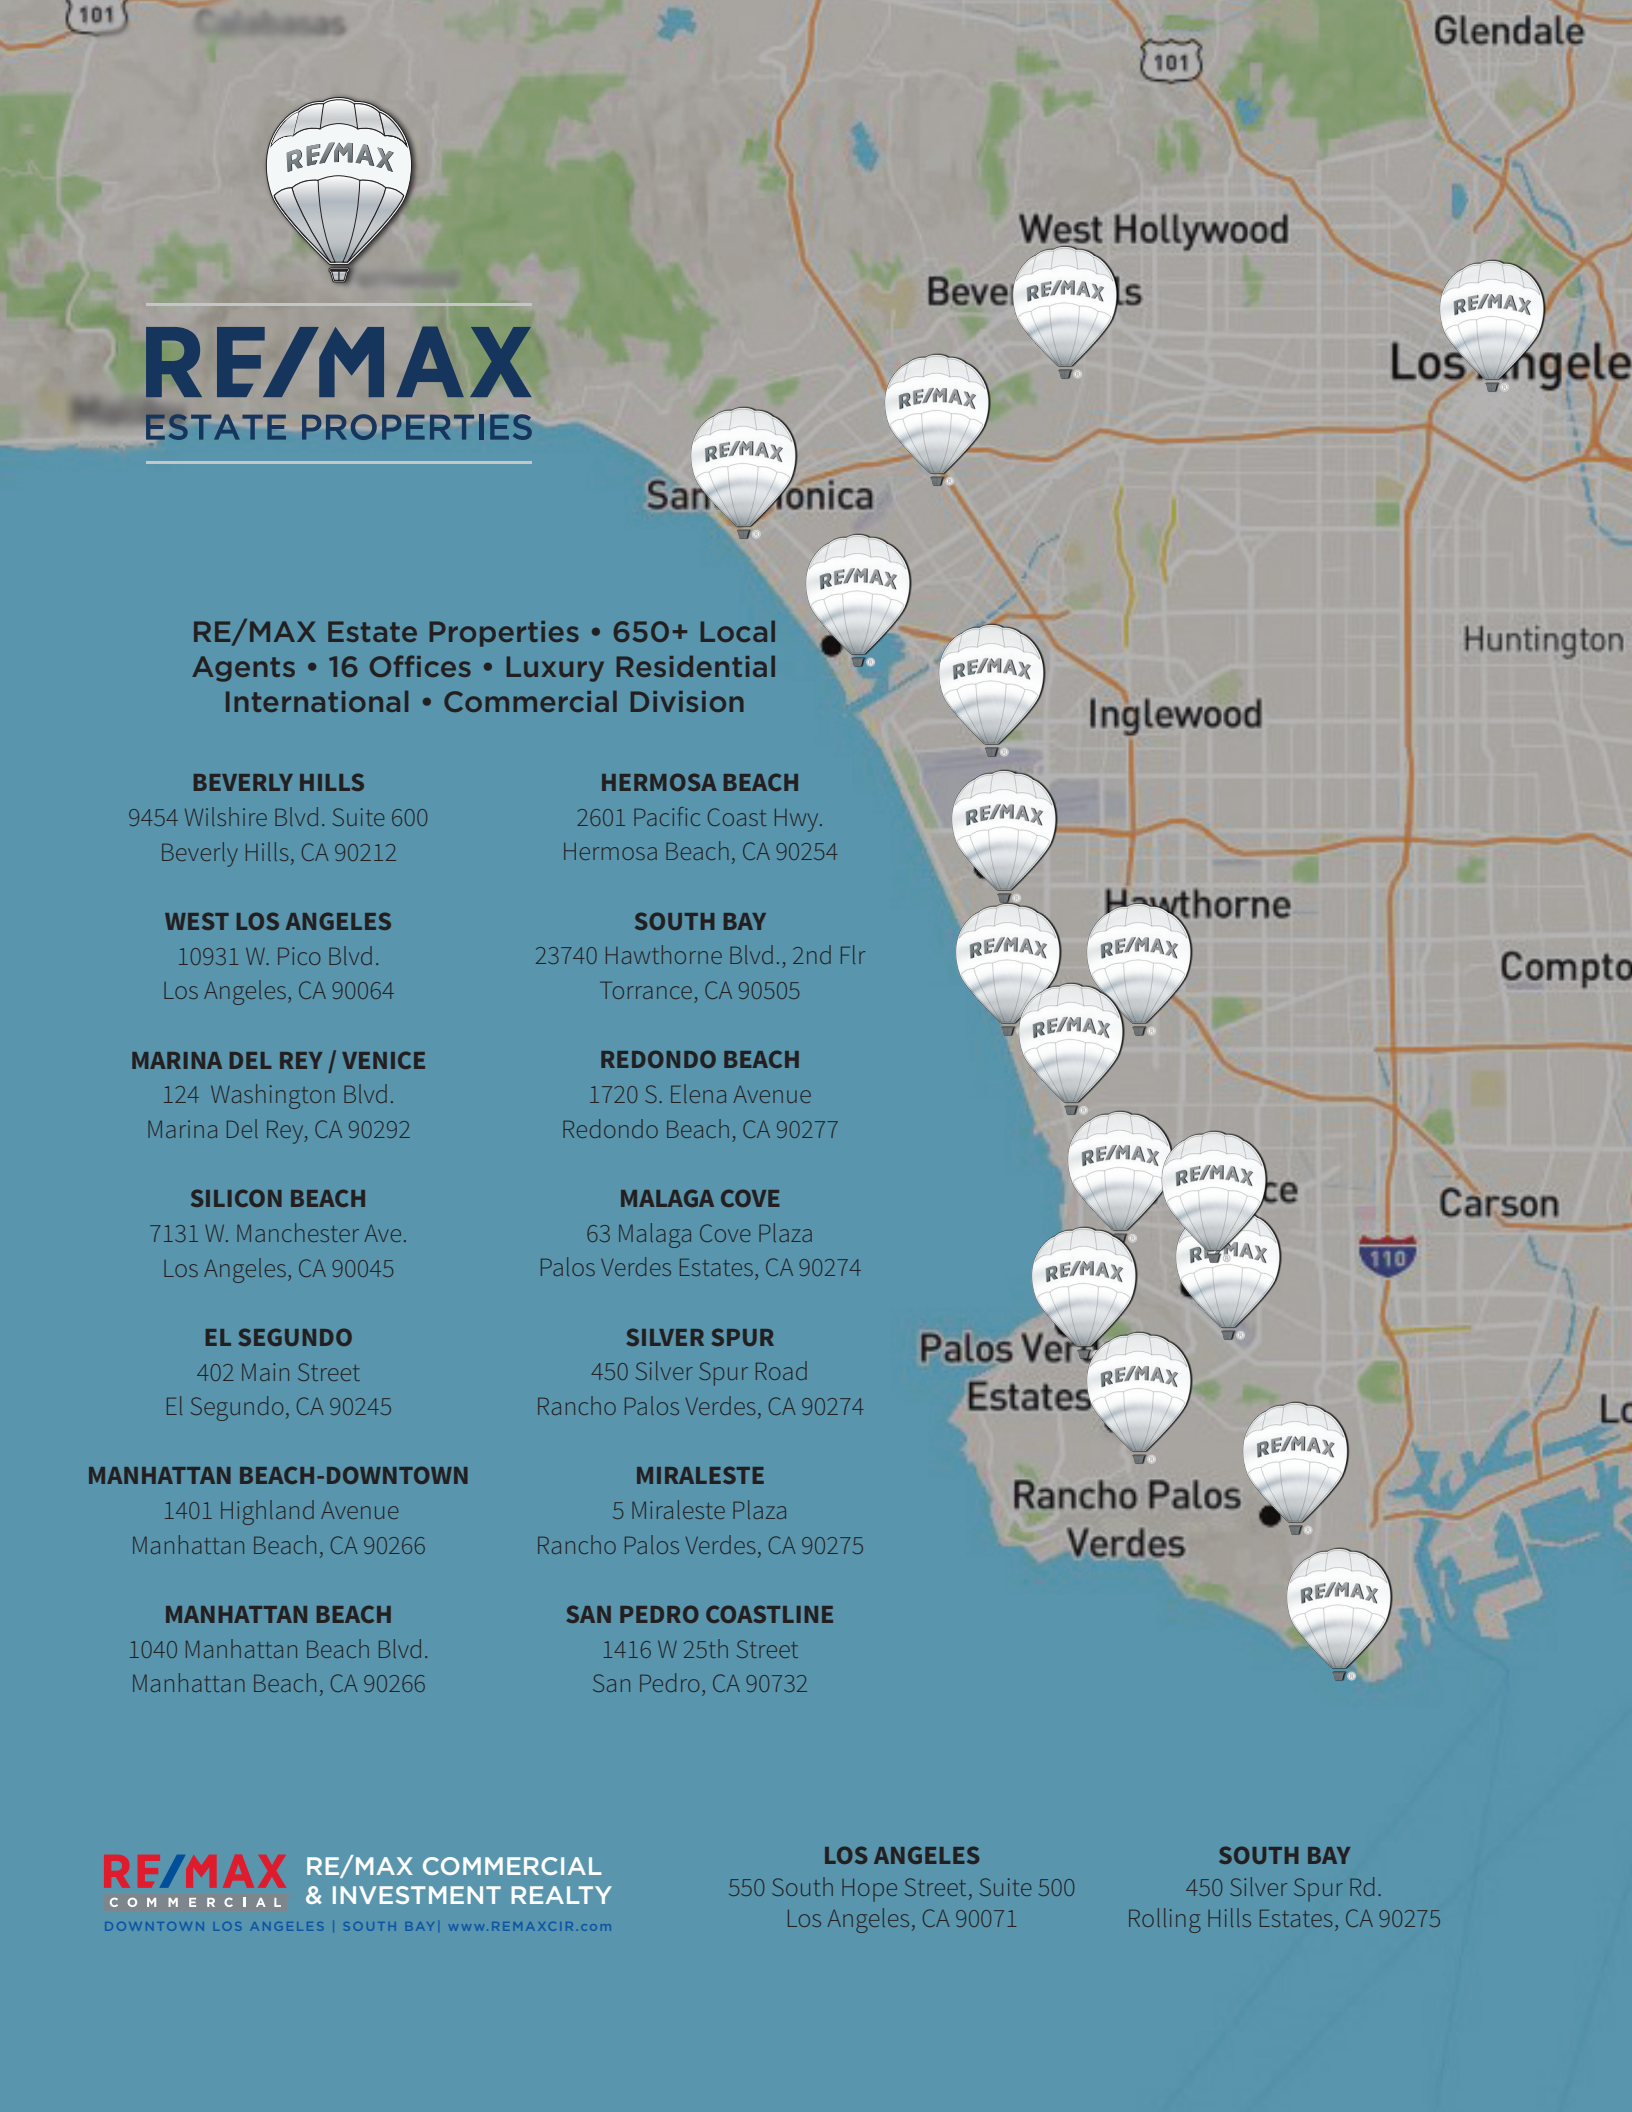 101
Calabasas
Glendale
101
RE/MAX
West Hollywood
RE/MAX
RE/MAX
RE/MAX
ESTATE PROPERTIES
RE/MAX
RE/MAX
RE/MAX
RE/MAX Estate Properties • 650+ Local
Agents • 16 Offices • Luxury Residential
International • Commercial Division
Huntington
RE/MAX
Inglewood
BEVERLY HILLS
9454 Wilshire Blvd. Suite 600
Beverly Hills, CA 90212
WEST LOS ANGELES
10931 W. Pico Blvd.
Los Angeles, CA 90064
MARINA DEL REY / VENICE
124 Washington Blvd.
Marina Del Rey, CA 90292
SILICON BEACH
7131 W. Manchester Ave.
Los Angeles, CA 90045
EL SEGUNDO
402 Main Street
El Segundo, CA 90245
MANHATTAN BEACH-DOWNTOWN
1401 Highland Avenue
Manhattan Beach, CA 90266
MANHATTAN BEACH
1040 Manhattan Beach Blvd.
Manhattan Beach, CA 90266
HERMOSA BEACH
2601 Pacific Coast Hwy.
Hermosa Beach, CA 90254
SOUTH BAY
23740 Hawthorne Blvd., 2nd Flr
Torrance, CA 90505
REDONDO BEACH
1720 S. Elena Avenue
Redondo Beach, CA 90277
MALAGA COVE
63 Malaga Cove Plaza
Palos Verdes Estates, CA 90274
SILVER SPUR
450 Silver Spur Road
Rancho Palos Verdes, CA 90274
MIRALESTE
5 Miraleste Plaza
Rancho Palos Verdes, CA 90275
SAN PEDRO COASTLINE
1416 W 25th Street
San Pedro, CA 90732
RE/MAX
Hawthorne
RE/MAX
RE/MAX
Compto
RE/MAX
RE/MAX
RE/MAX
Carson
RE/MAX
110
RE/MAX
Palos Ver
Estates
RE/MAX
RE/MAX
Rancho Palos
Verdes
RE/MAX
RE/MAX
COMMERCIAL
RE/MAX COMMERCIAL
& INVESTMENT REALTY
DOWNTOWN LOS ANGELES | SOUTH BAY| www.REMAXCIR.com
LOS ANGELES
550 South Hope Street, Suite 500
Los Angeles, CA 90071
SOUTH BAY
450 Silver Spur Rd.
Rolling Hills Estates, CA 90275